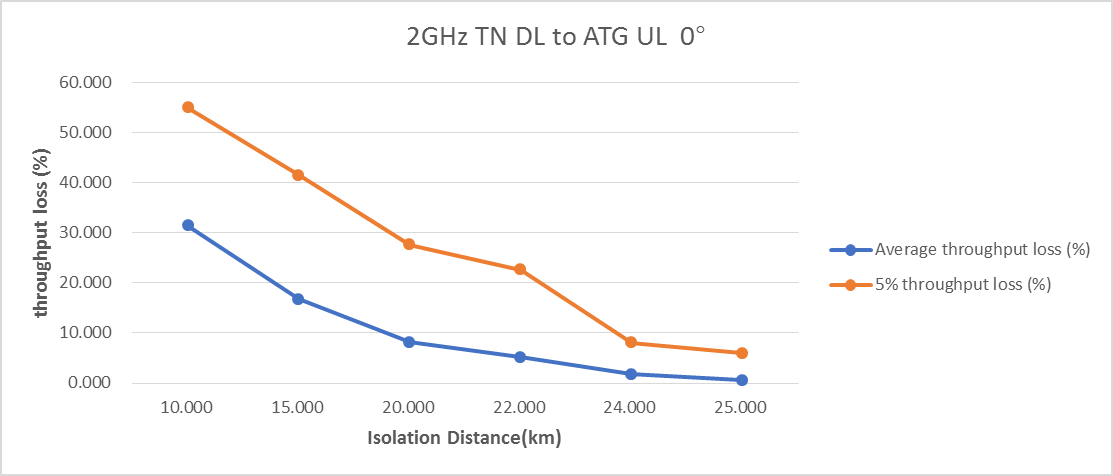 2GHz TN DL to ATG UL  0°
60.000
50.000
40.000
30.000
20.000
10.000
0.000
throughput loss (%)
10.000 15.000 20.000 22.000 24.000 25.000
Isolation Distance(km)
Average throughput loss (%)
5% throughput loss (%)